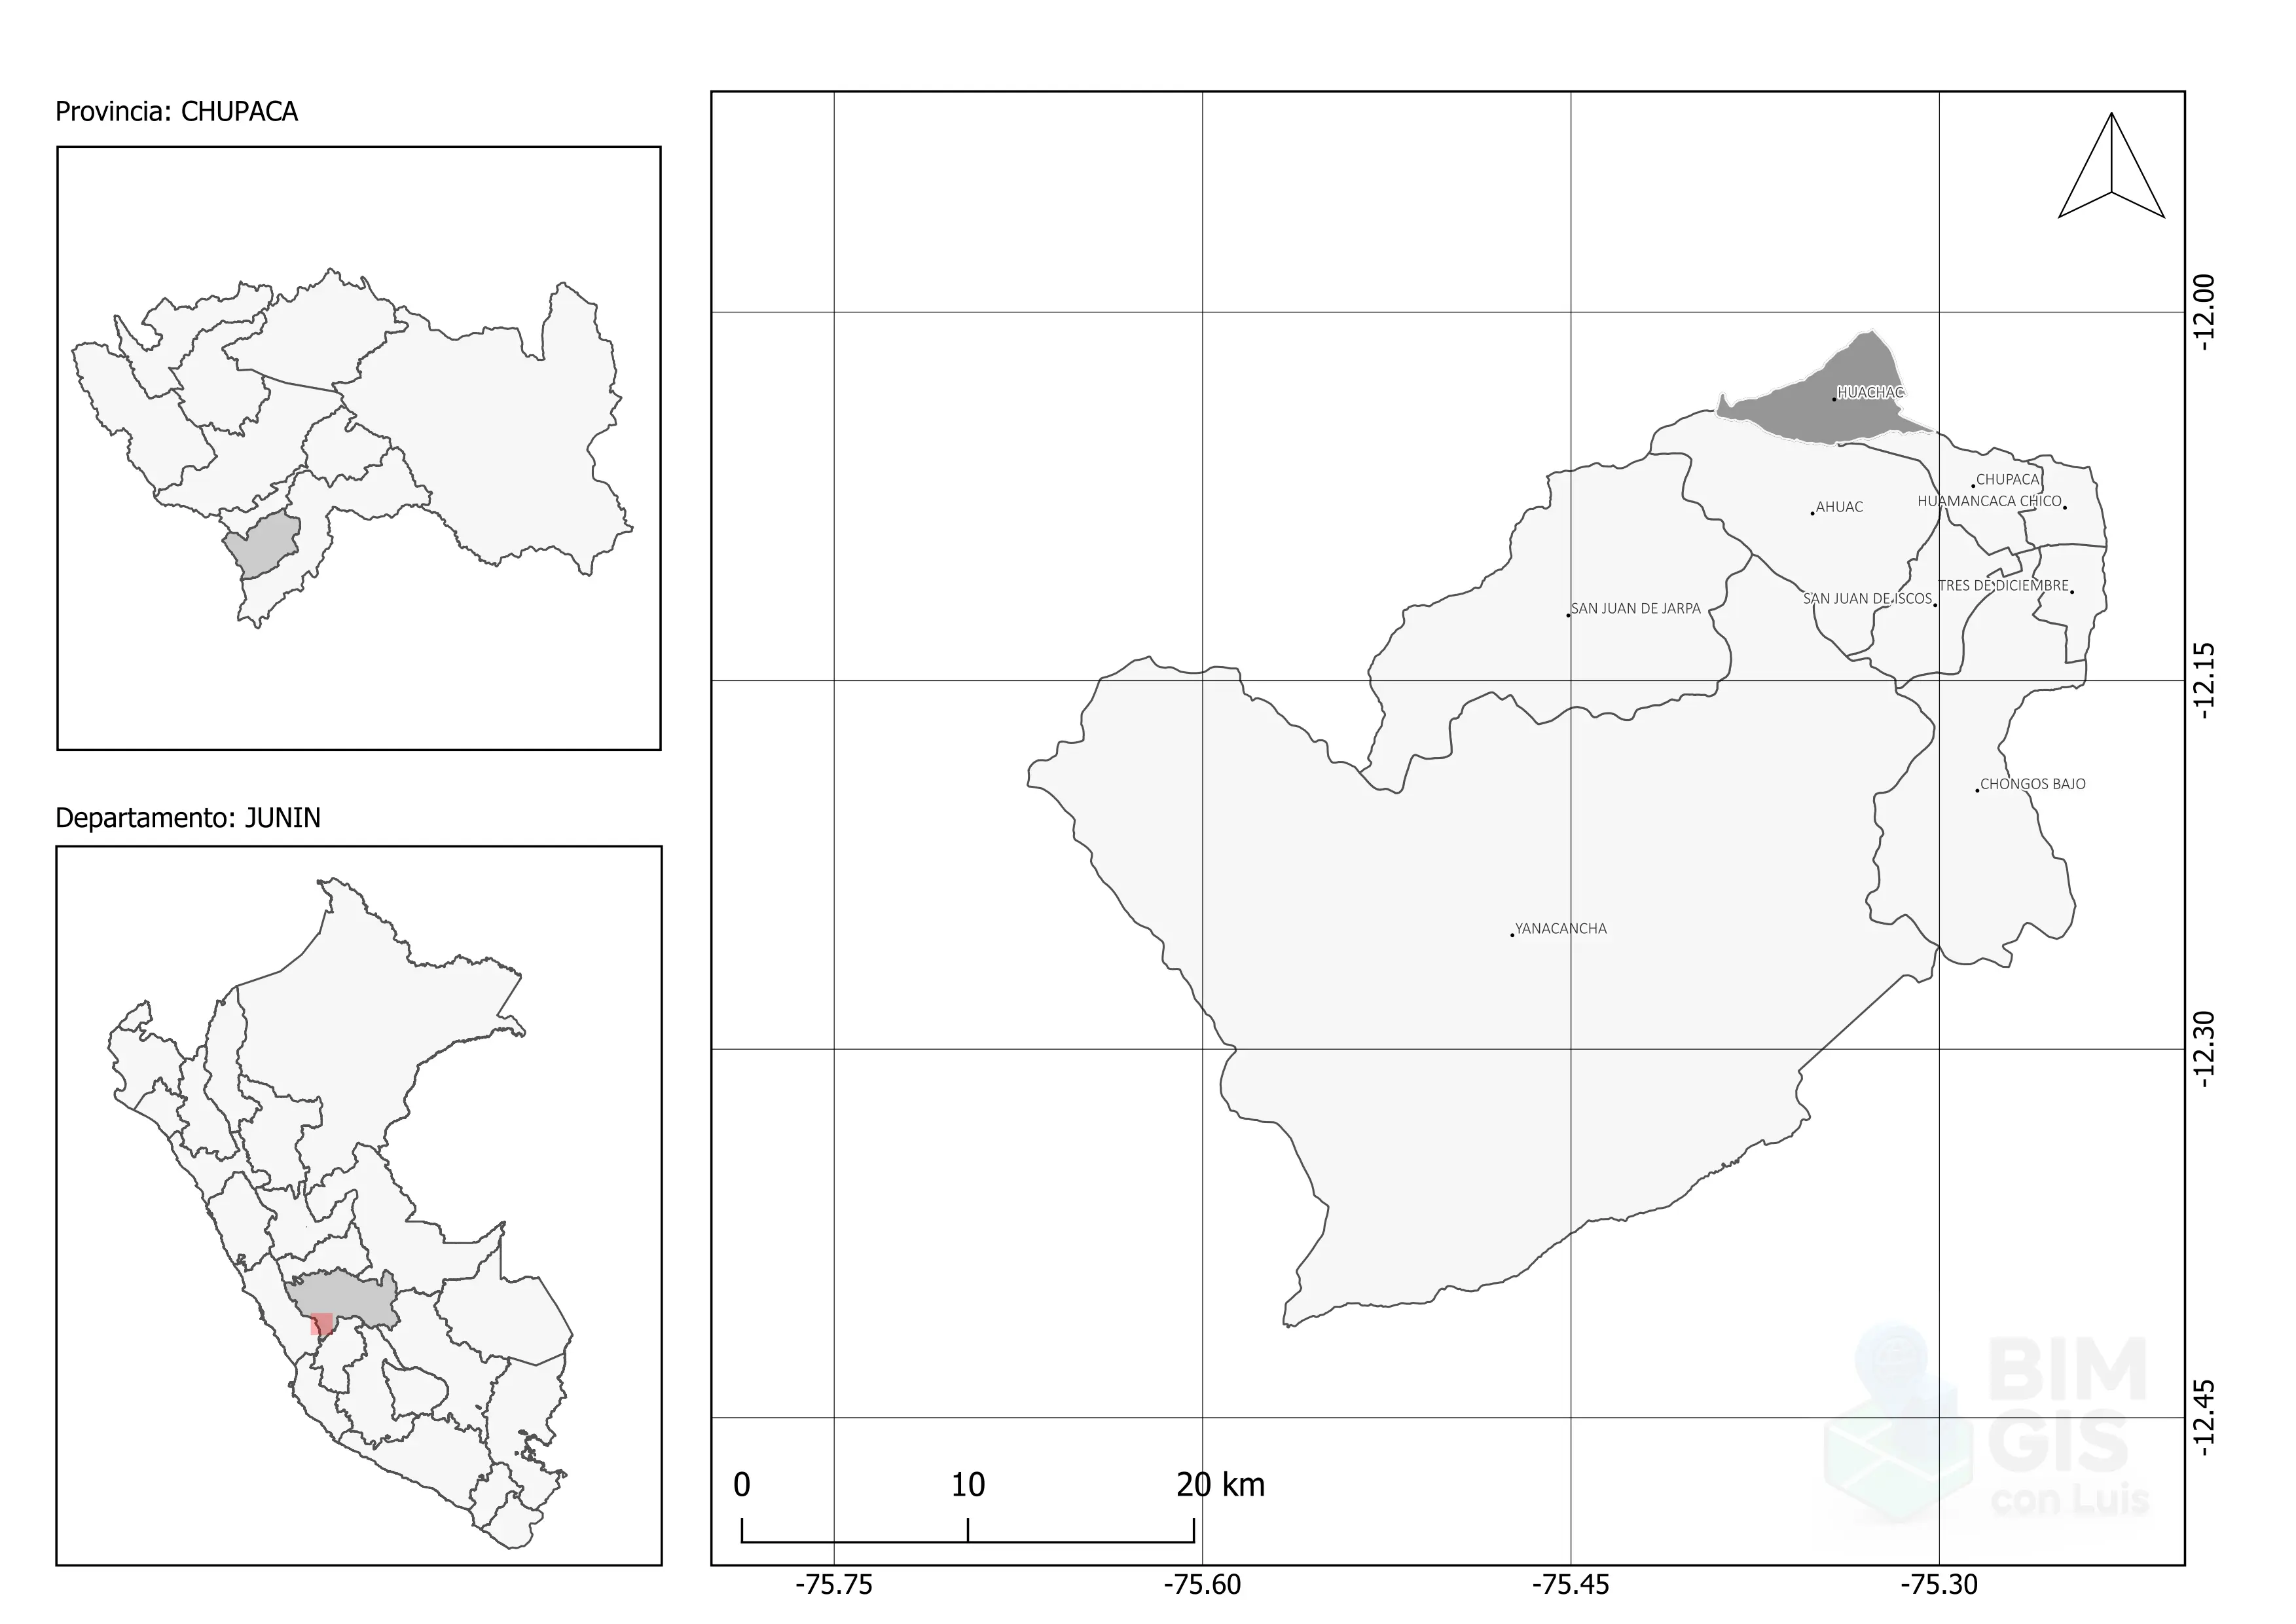 Provincia: CHUPACA
Departamento: JUNIN
HUACHAC
CHUPACA
HUAMANCACA CHICO
AHUAC
TRES DE DICIEMBRE
SAN JUAN DE ISCOS
SAN JUAN DE JARPA
CHONGOS BAJO
YANACANCHA
-12.00
-12.15
-12.30
-12.45
0 10 20 km
-75.75 -75.60 -75.45 -75.30
BIM
GIS
con Luis